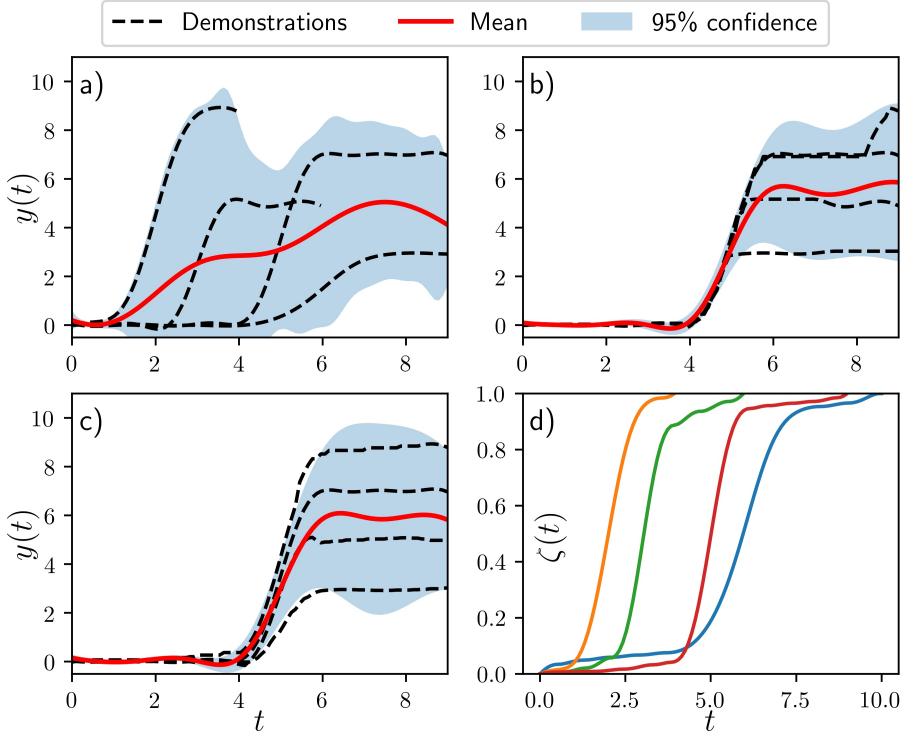 Demonstrations Mean 95% confidence
a) b)
10 8 6 4 2 0
y(t)
0 2 4 6 8
10 8 6 4 2 0
0 2 4 6 8
c) d)
10 8 6 4 2 0
y(t)
0 2 4 6 8
t
1.0 0.8 0.6 0.4 0.2 0.0
ζ(t)
0.0 2.5 5.0 7.5 10.0
t